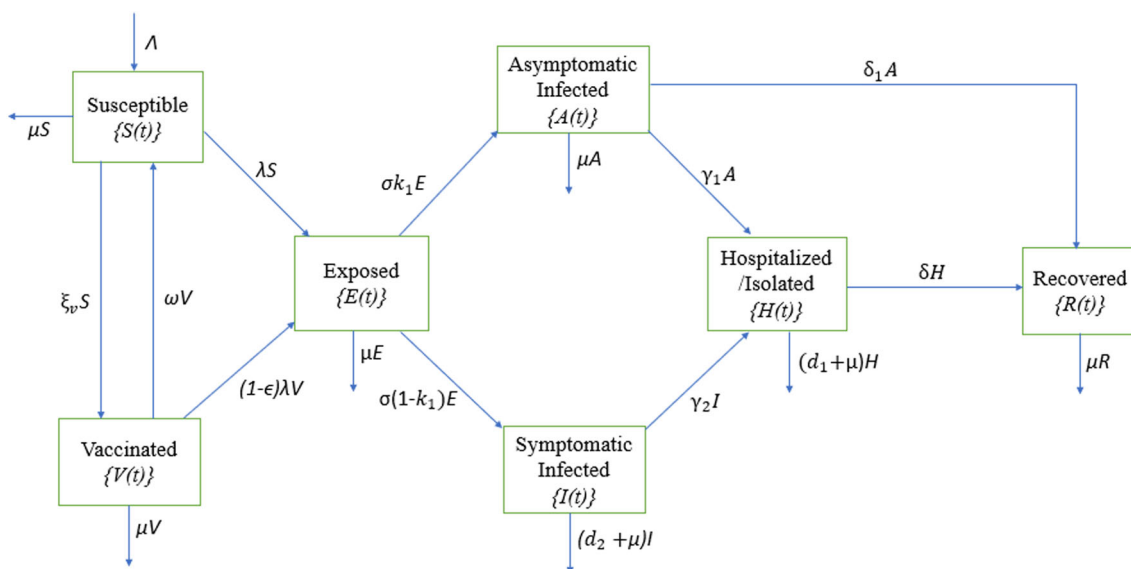 Λ
Susceptible
{S(t)}
μS
λS
ξᵥS
ωV
Vaccinated
{V(t)}
μV
(1-ϵ)λV
Exposed
{E(t)}
μE
σk₁E
σ(1-k₁)E
Asymptomatic
Infected
{A(t)}
μA
δ₁A
γ₁A
Symptomatic
Infected
{I(t)}
(d₂ +μ)I
γ₂I
Hospitalized
/Isolated
{H(t)}
(d₁+μ)H
δH
Recovered
{R(t)}
μR